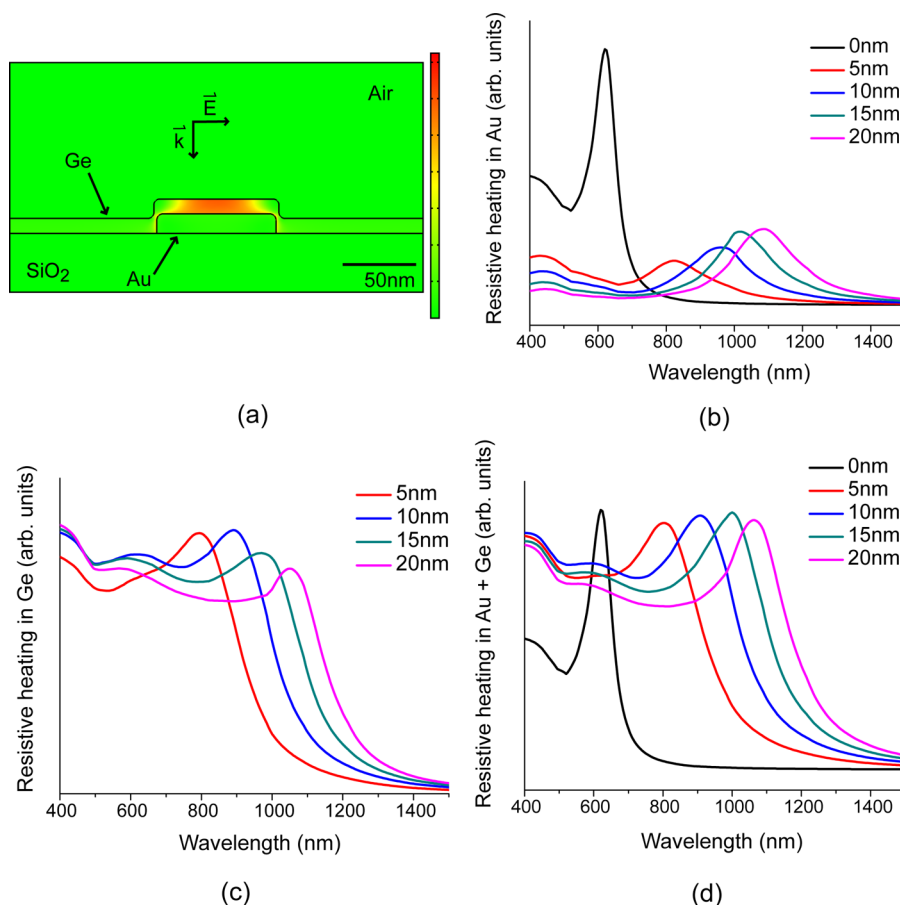 Air
E
k
Ge
SiO2
Au
50nm
(a)
Resistive heating in Au (arb. units)
0nm
5nm
10nm
15nm
20nm
400 600 800 1000 1200
Wavelength (nm)
(b)
Resistive heating in Ge (arb. units)
5nm
10nm
15nm
20nm
400 600 800 1000 1200 1400
Wavelength (nm)
(c)
Resistive heating in Au + Ge (arb. units)
0nm
5nm
10nm
15nm
20nm
400 600 800 1000 1200 1400
Wavelength (nm)
(d)